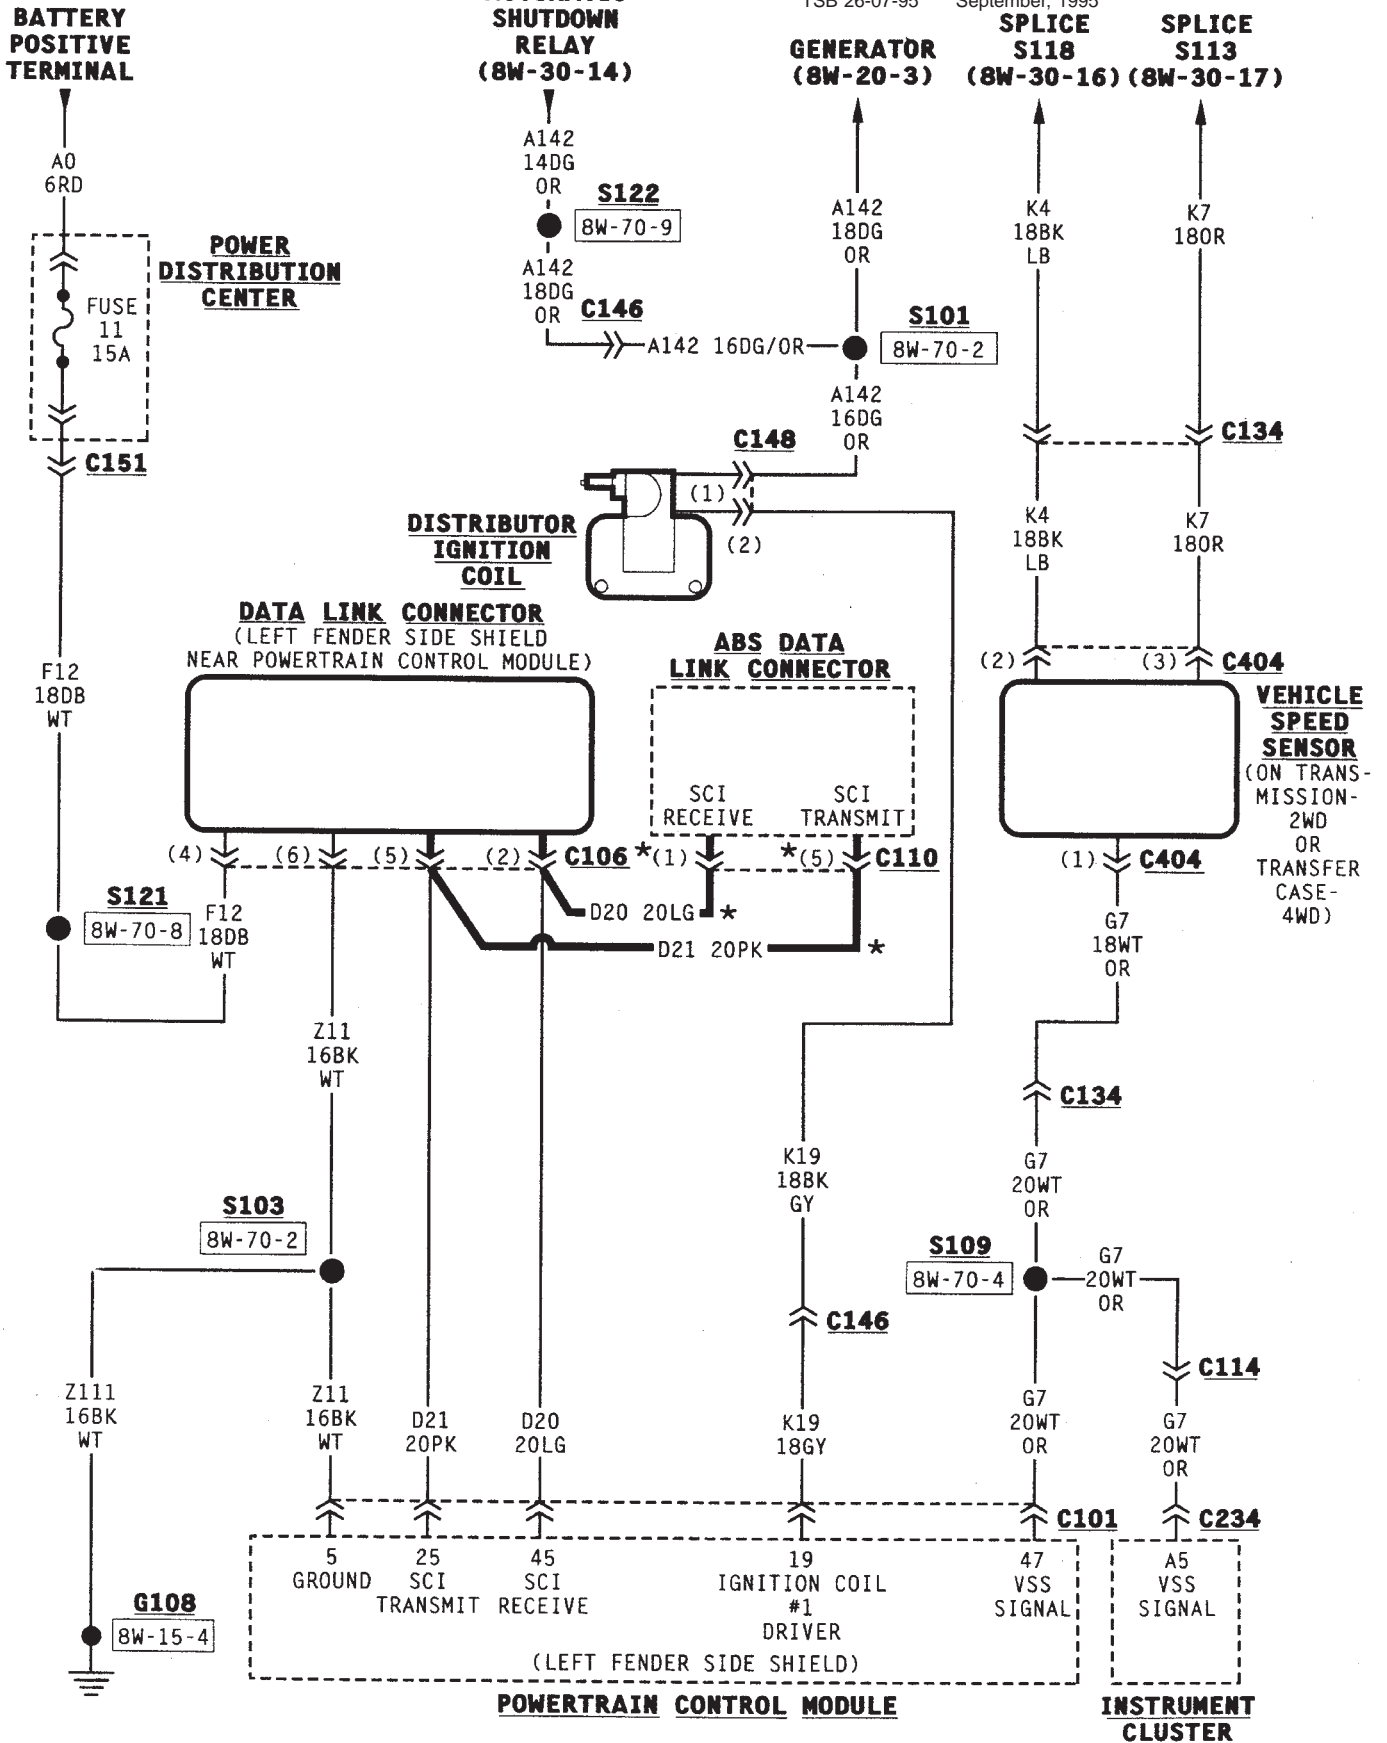 TSB 26-07-95 September, 1995
BATTERY
POSITIVE
TERMINAL
SHUTDOWN
RELAY
(8W-30-14)
GENERATOR
(8W-20-3)
SPLICE
S118
(8W-30-16)
SPLICE
S113
(8W-30-17)
A0
6RD
A142
14DG
OR
S122
8W-70-9
A142
18DG
OR
K4
18BK
LB
K7
18OR
POWER
DISTRIBUTION
CENTER
FUSE
11
15A
A142
18DG
OR
C146
A142 16DG/OR
S101
8W-70-2
A142
16DG
OR
C151
C148
(1)
(2)
C134
DISTRIBUTOR
IGNITION
COIL
K4
18BK
LB
K7
18OR
DATA LINK CONNECTOR
(LEFT FENDER SIDE SHIELD
NEAR POWERTRAIN CONTROL MODULE)
ABS DATA
LINK CONNECTOR
(2)
(3)
C404
F12
18DB
WT
VEHICLE
SPEED
SENSOR
(ON TRANS-
MISSION-
2WD
OR
TRANSFER
CASE-
4WD)
SCI
RECEIVE
SCI
TRANSMIT
(4)
(6)
(5)
(2)
C106
*(1)
*(5)
C110
(1)
C404
S121
8W-70-8
F12
18DB
WT
D20 20LG *
D21 20PK *
G7
18WT
OR
Z11
16BK
WT
C134
K19
18BK
GY
G7
20WT
OR
S103
8W-70-2
S109
8W-70-4
G7
20WT
OR
C146
C114
Z111
16BK
WT
Z11
16BK
WT
D21
20PK
D20
20LG
K19
18GY
G7
20WT
OR
G7
20WT
OR
C101
C234
5
GROUND
25
SCI
TRANSMIT
45
SCI
RECEIVE
19
IGNITION COIL
#1
DRIVER
47
VSS
SIGNAL
A5
VSS
SIGNAL
G108
8W-15-4
(LEFT FENDER SIDE SHIELD)
POWERTRAIN CONTROL MODULE
INSTRUMENT
CLUSTER